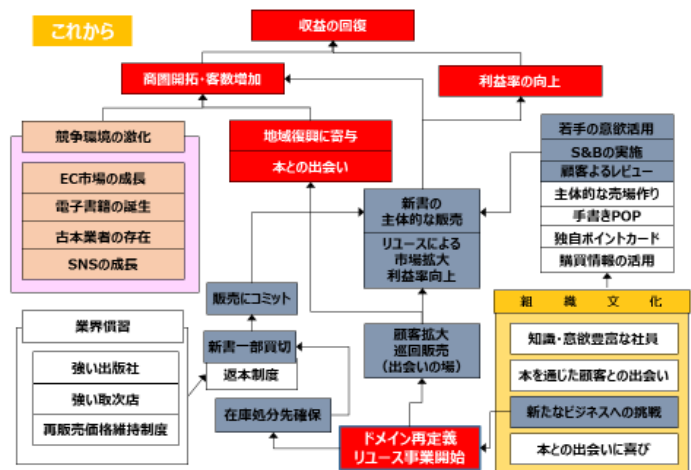 これから
収益の回復
商圏開拓・客数増加
利益率の向上
競争環境の激化
EC市場の成長
電子書籍の誕生
古本業者の存在
SNSの成長
地域復興に寄与
本との出会い
若手の意欲活用
S&Bの実施
顧客よるレビュー
主体的な売場作り
手書きPOP
独自ポイントカード
購買情報の活用
新書の
主体的な販売
リユースによる
市場拡大
利益率向上
販売にコミット
新書一部買切
返本制度
顧客拡大
巡回販売
（出会いの場）
業界慣習
強い出版社
強い取次店
再販売価格維持制度
在庫処分先確保
ドメイン再定義
リユース事業開始
組織文化
知識・意欲豊富な社員
本を通じた顧客との出会い
新たなビジネスへの挑戦
本との出会いに喜び